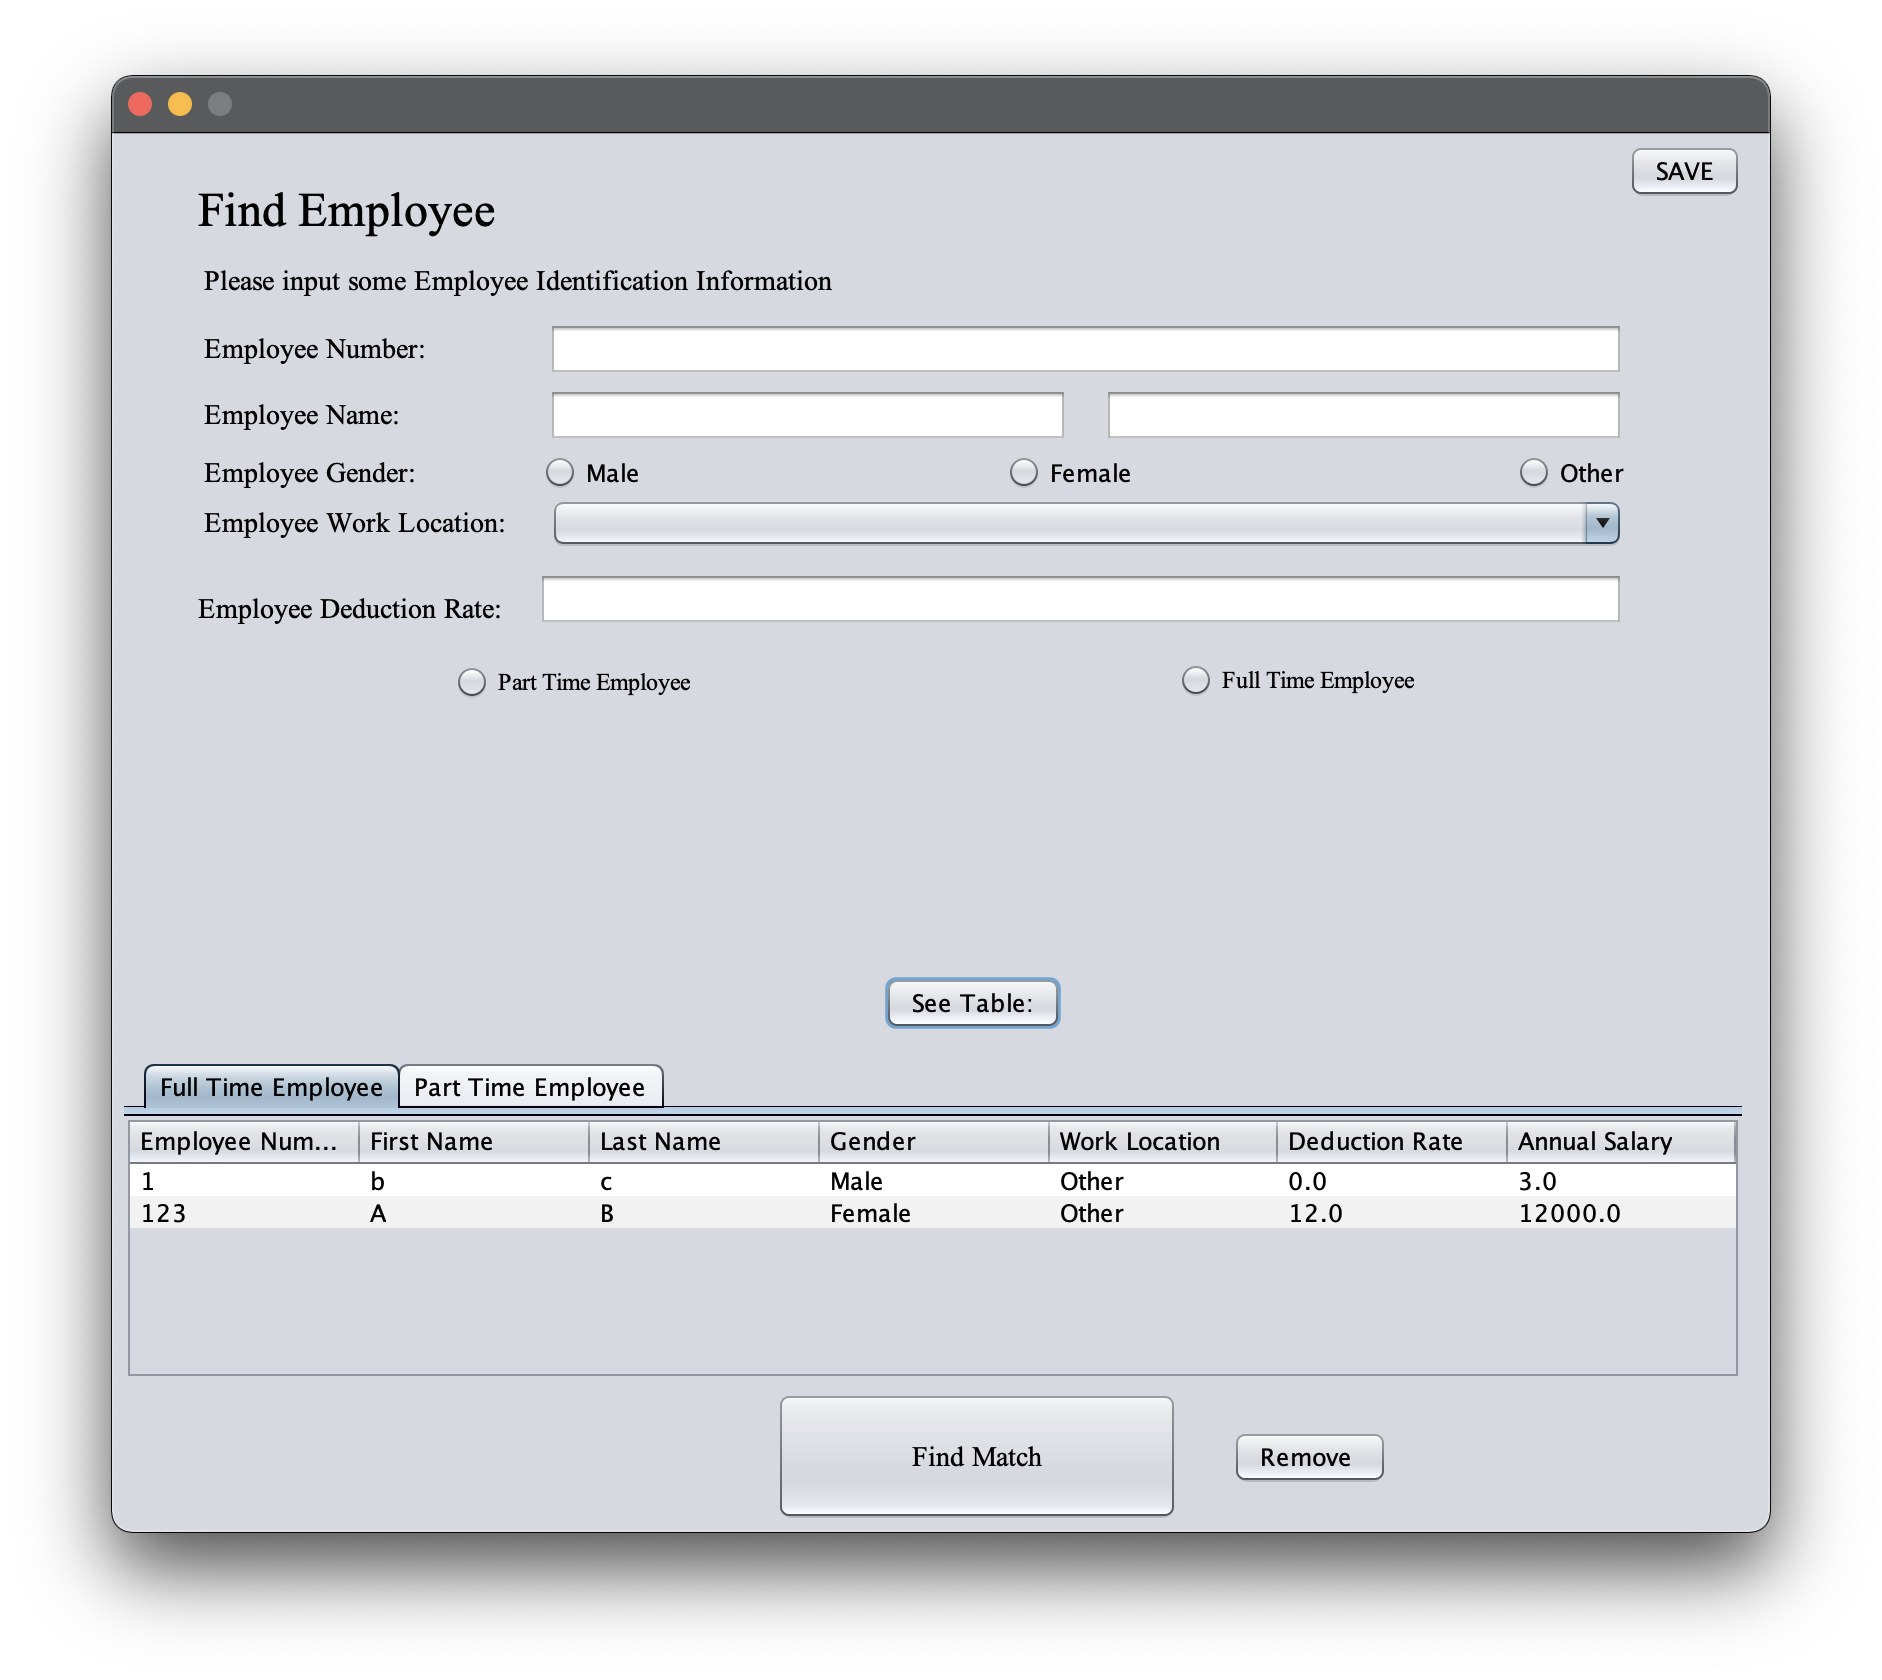 SAVE
Find Employee
Please input some Employee Identification Information
Employee Number:
Employee Name:
Employee Gender: Male Female Other
Employee Work Location:
Employee Deduction Rate:
Part Time Employee Full Time Employee
See Table:
Full Time Employee Part Time Employee
Employee Num... First Name Last Name Gender Work Location Deduction Rate Annual Salary
1 b c Male Other 0.0 3.0
123 A B Female Other 12.0 12000.0
Find Match Remove